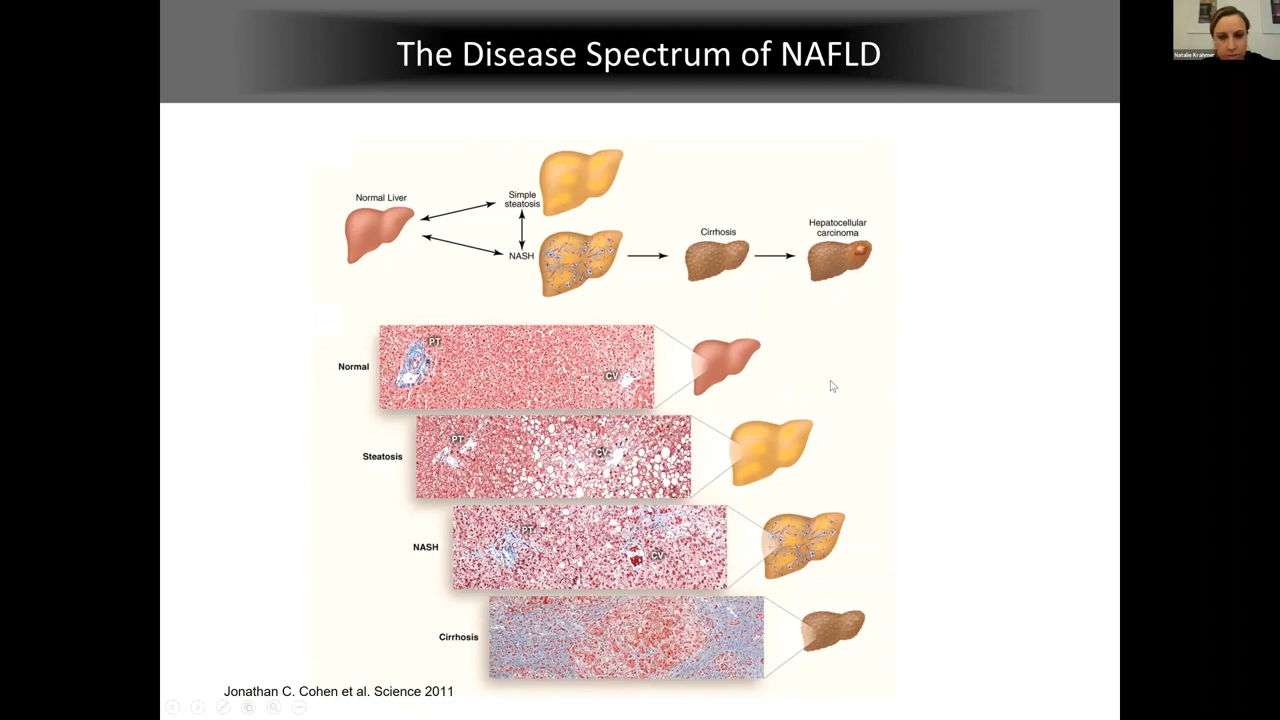 The Disease Spectrum of NAFLD
Natalie Krahmer
Normal Liver
Simple
steatosis
NASH
Cirrhosis
Hepatocellular
carcinoma
Normal
PT
CV
Steatosis
PT
CV
NASH
PT
CV
Cirrhosis
Jonathan C. Cohen et al. Science 2011